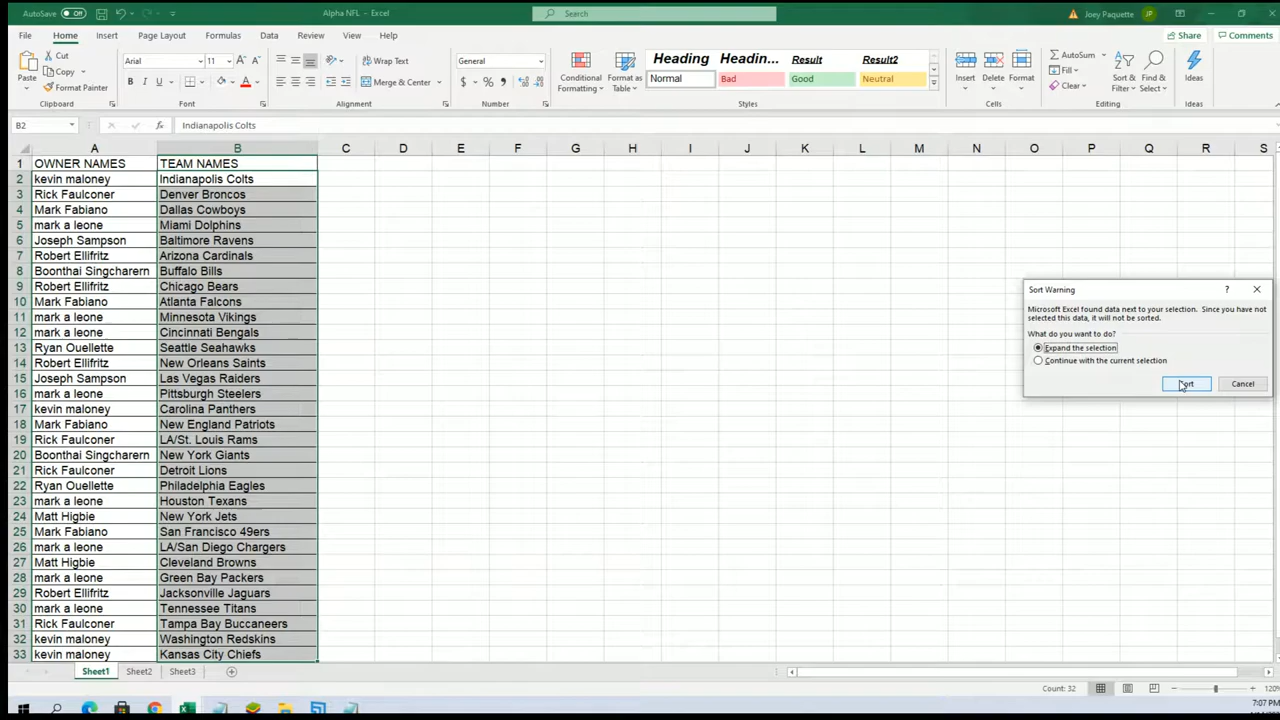 AutoSave Off Alpha NFL – Excel Search Joey Paquette JP
File Home Insert Page Layout Formulas Data Review View Help Share Comments
Paste Cut Copy Format Painter Clipboard
Arial 11 B I U A Font
Wrap Text Merge & Center Alignment
General $ % Number
Conditional Formatting Format as Table
Heading Headin... Result Result2
Normal Bad Good Neutral
Styles
Insert Delete Format Cells
AutoSum Fill Clear Sort & Filter Find & Select Editing
Ideas Ideas
B2 fx Indianapolis Colts
A B C D E F G H I J K L M N O P Q R S
1 OWNER NAMES TEAM NAMES
2 kevin maloney Indianapolis Colts
3 Rick Faulconer Denver Broncos
4 Mark Fabiano Dallas Cowboys
5 mark a leone Miami Dolphins
6 Joseph Sampson Baltimore Ravens
7 Robert Ellifritz Arizona Cardinals
8 Boonthai Singcharern Buffalo Bills
9 Robert Ellifritz Chicago Bears
10 Mark Fabiano Atlanta Falcons
11 mark a leone Minnesota Vikings
12 mark a leone Cincinnati Bengals
13 Ryan Ouellette Seattle Seahawks
14 Robert Ellifritz New Orleans Saints
15 Joseph Sampson Las Vegas Raiders
16 mark a leone Pittsburgh Steelers
17 kevin maloney Carolina Panthers
18 Mark Fabiano New England Patriots
19 Rick Faulconer LA/St. Louis Rams
20 Boonthai Singcharern New York Giants
21 Rick Faulconer Detroit Lions
22 Ryan Ouellette Philadelphia Eagles
23 mark a leone Houston Texans
24 Matt Higbie New York Jets
25 Mark Fabiano San Francisco 49ers
26 mark a leone LA/San Diego Chargers
27 Matt Higbie Cleveland Browns
28 mark a leone Green Bay Packers
29 Robert Ellifritz Jacksonville Jaguars
30 mark a leone Tennessee Titans
31 Rick Faulconer Tampa Bay Buccaneers
32 kevin maloney Washington Redskins
33 kevin maloney Kansas City Chiefs
Sort Warning ?
Microsoft Excel found data next to your selection. Since you have not
selected this data, it will not be sorted.
What do you want to do?
Expand the selection
Continue with the current selection
Sort Cancel
Sheet1 Sheet2 Sheet3
Count: 32 120%
7:07 PM